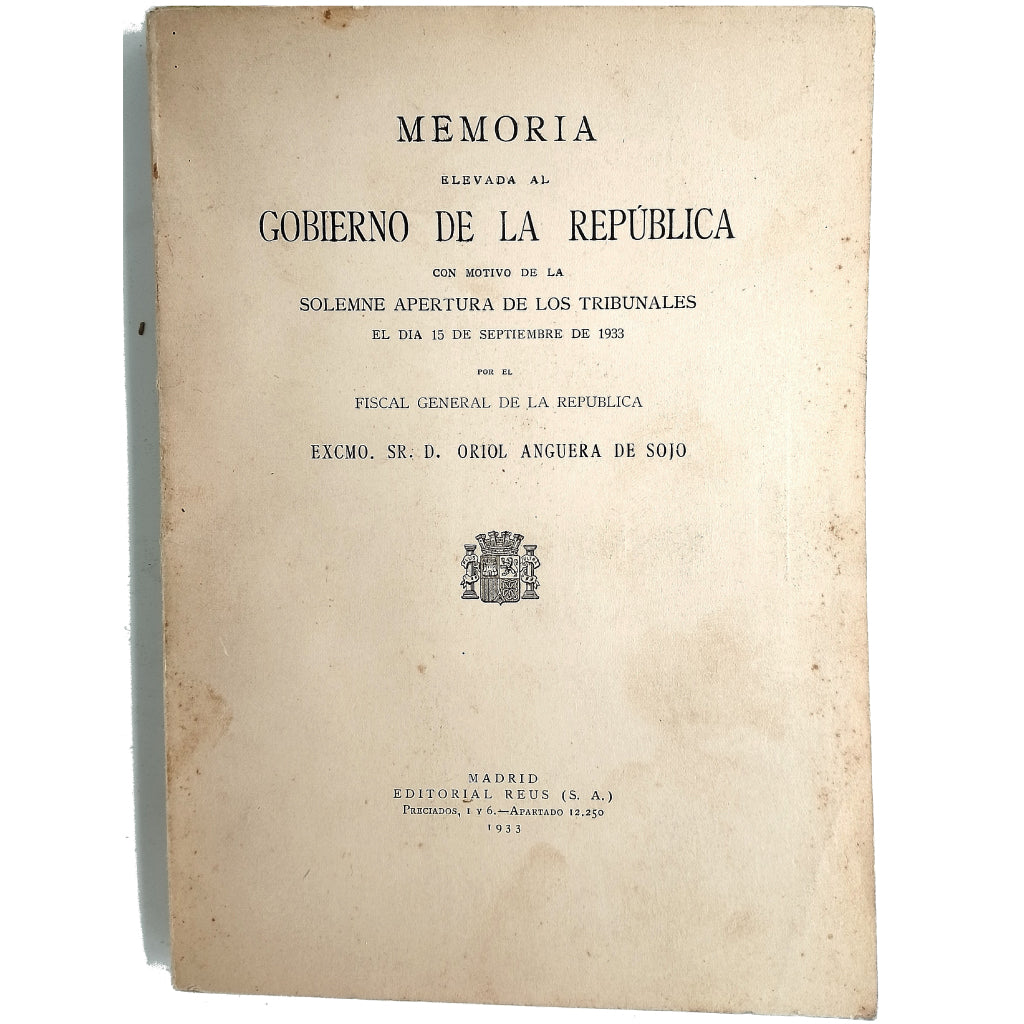 MEMORIA
ELEVADA AL
GOBIERNO DE LA REPÚBLICA
CON MOTIVO DE LA
SOLEMNE APERTURA DE LOS TRIBUNALES
EL DIA 15 DE SEPTIEMBRE DE 1933
POR EL
FISCAL GENERAL DE LA REPUBLICA
EXCMO. SR. D. ORIOL ANGUERA DE SOJO
MADRID
EDITORIAL REUS (S. A.)
PRECIADOS, 1 Y 6.—APARTADO 12.250
1933